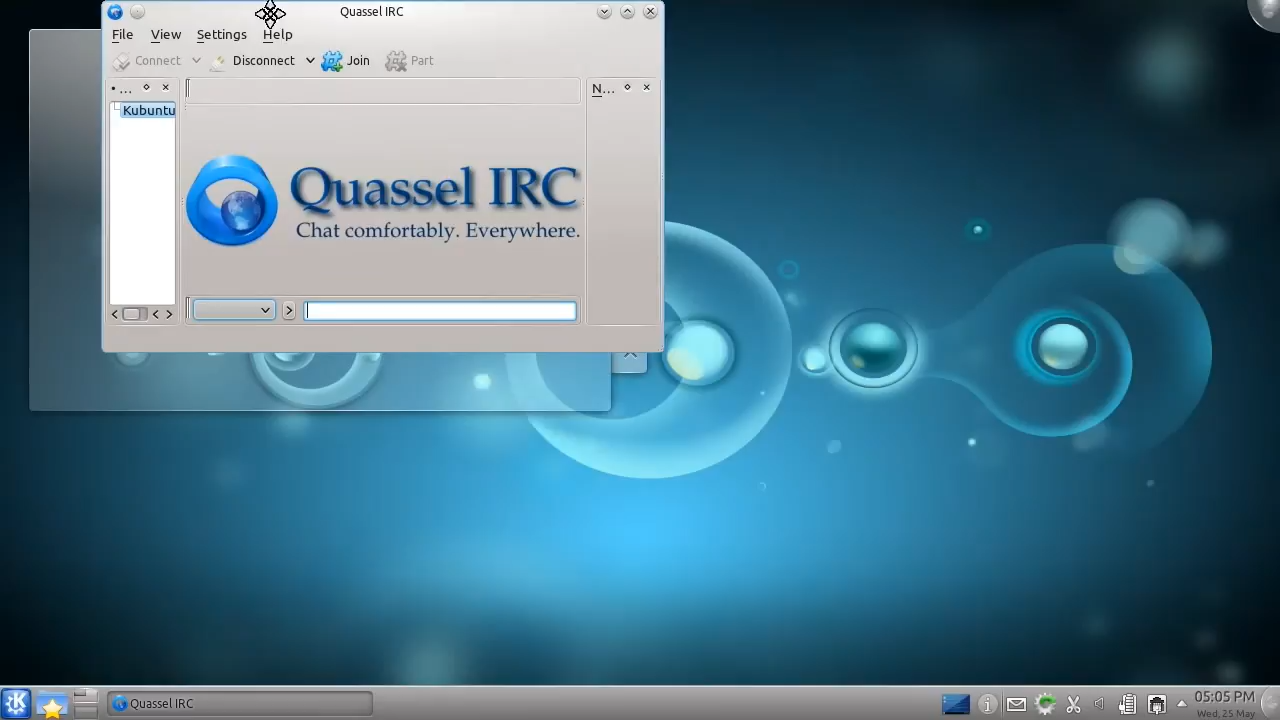 Quassel IRC
File View Settings Help
Connect Disconnect Join Part
... N...
Kubuntu
Quassel IRC
Chat comfortably. Everywhere.
Quassel IRC
05:05 PM
Wed, 25 May